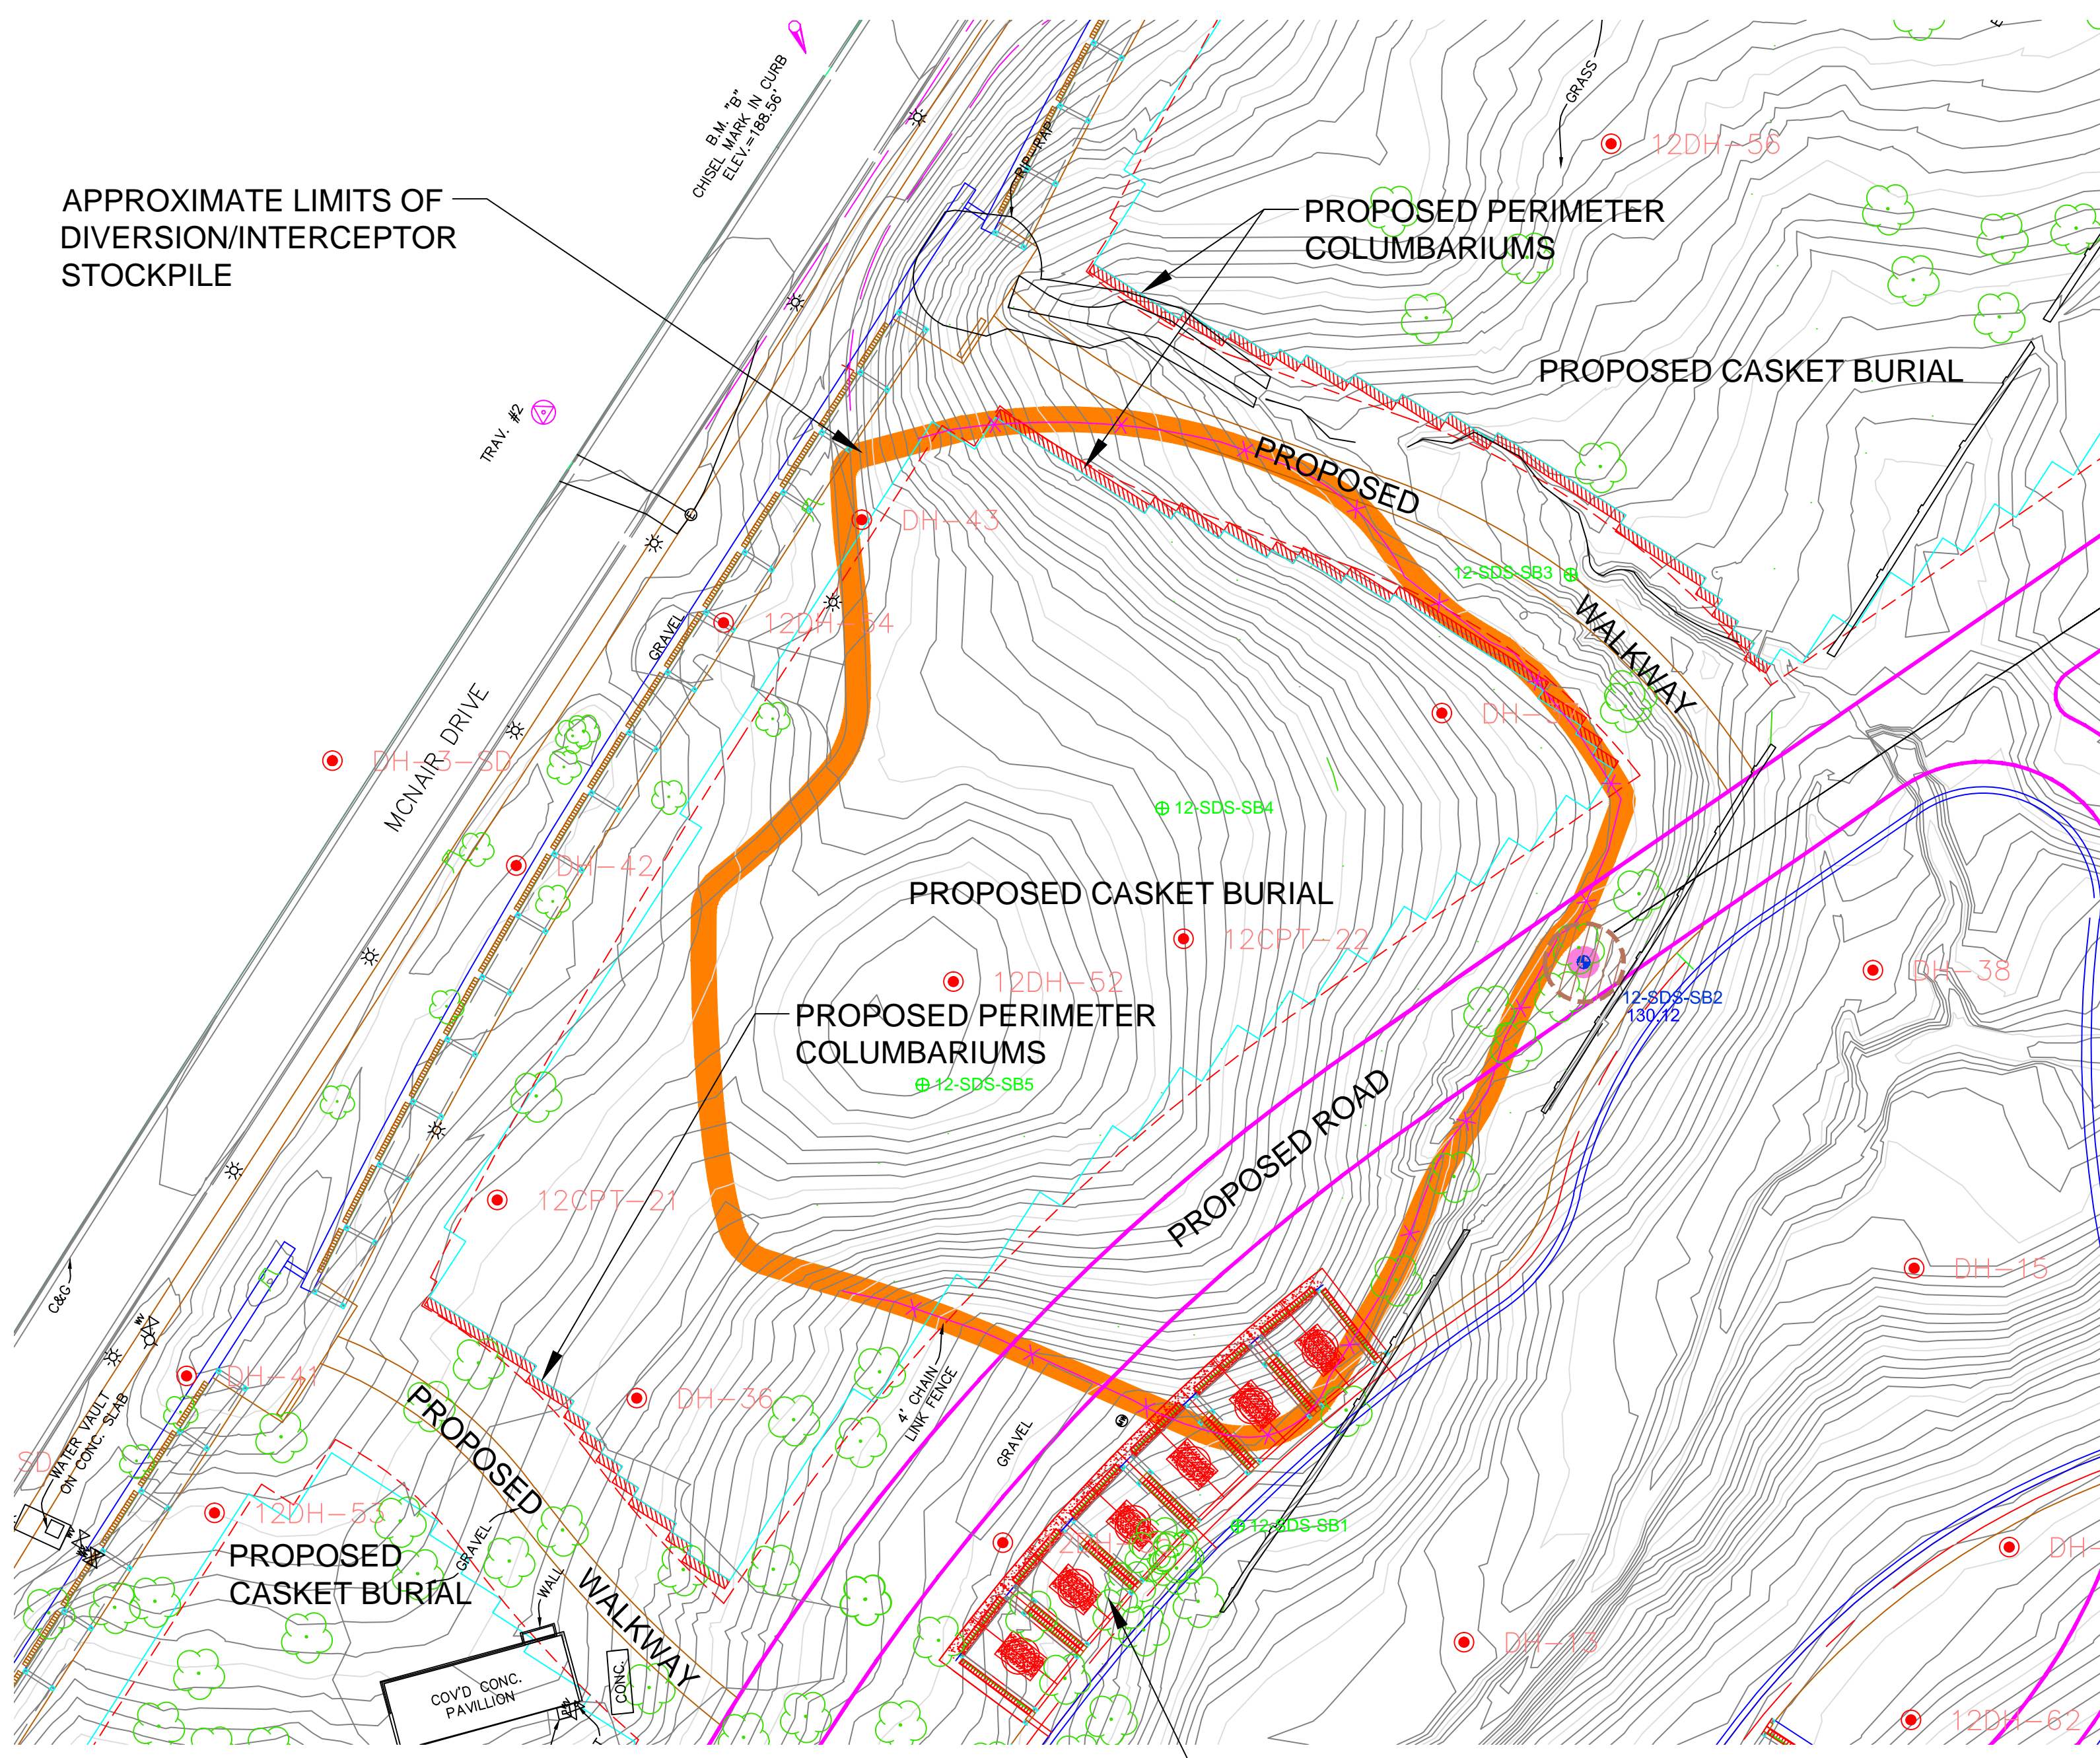 B.M. "B"
CHISEL MARK IN CURB
ELEV.=188.56'
RIP RAP
GRASS
12DH-56
APPROXIMATE LIMITS OF
DIVERSION/INTERCEPTOR
STOCKPILE
PROPOSED PERIMETER
COLUMBARIUMS
PROPOSED CASKET BURIAL
TRAV. #2
PROPOSED
WALKWAY
DH-43
12-SDS-SB3
12DH-54
GRAVEL
MCNAIR DRIVE
DH-3-SD
12-SDS-SB4
DH-42
PROPOSED CASKET BURIAL
12CPT-22
12DH-52
PROPOSED PERIMETER
COLUMBARIUMS
12-SDS-SB5
DH-38
12-SDS-SB2
130.12
PROPOSED ROAD
12CPT-21
DH-15
C&G
WV
DH-41
DH-36
4' CHAIN
LINK FENCE
GRAVEL
WATER VAULT
ON CONC. SLAB
SD
12DH-53
PROPOSED
WALKWAY
GRAVEL
12-SDS-SB1
PROPOSED
CASKET BURIAL
WALL
CONC.
COV'D CONC.
PAVILLION
DH-13
DH-
12DH-62